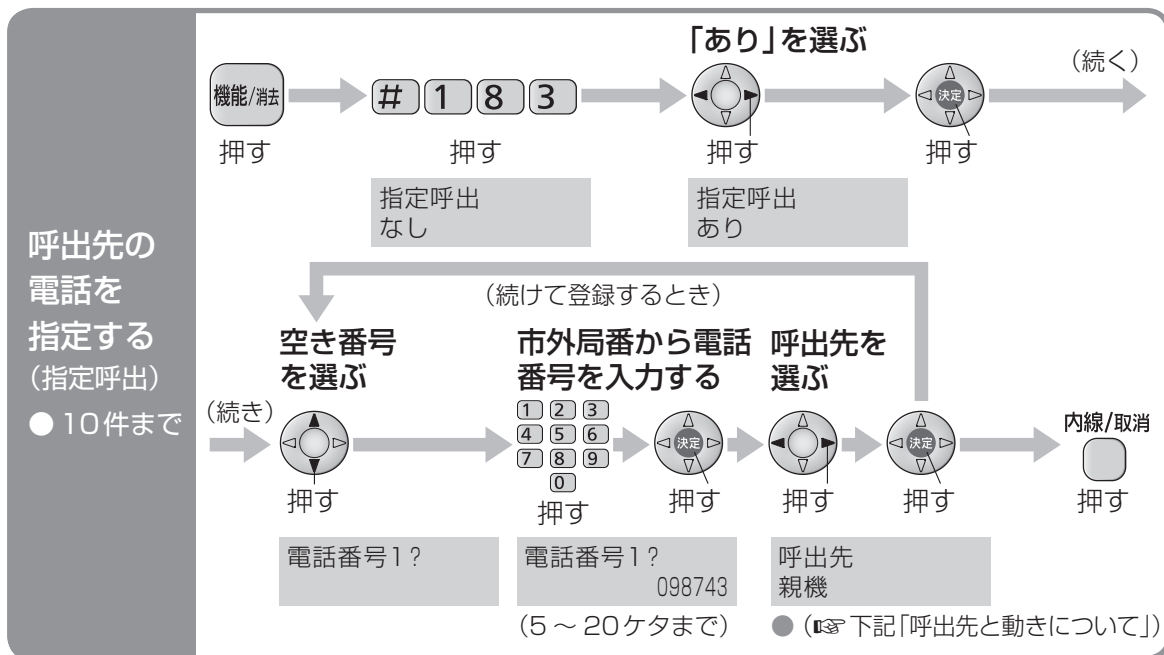 呼出先の
電話を
指定する
（指定呼出）
● 10件まで
「あり」を選ぶ
（続く）
機能/消去
# 1 8 3
決定
押す
押す
押す
押す
指定呼出
なし
指定呼出
あり
（続けて登録するとき）
空き番号
を選ぶ
市外局番から電話
番号を入力する
呼出先を
選ぶ
（続き）
1 2 3
4 5 6
7 8 9
0
決定
決定
内線/取消
押す
押す
押す
押す
押す
押す
電話番号1?
電話番号1?
098743
呼出先
親機
（5 ～ 20ケタまで）
● （☞ 下記「呼出先と動きについて」）